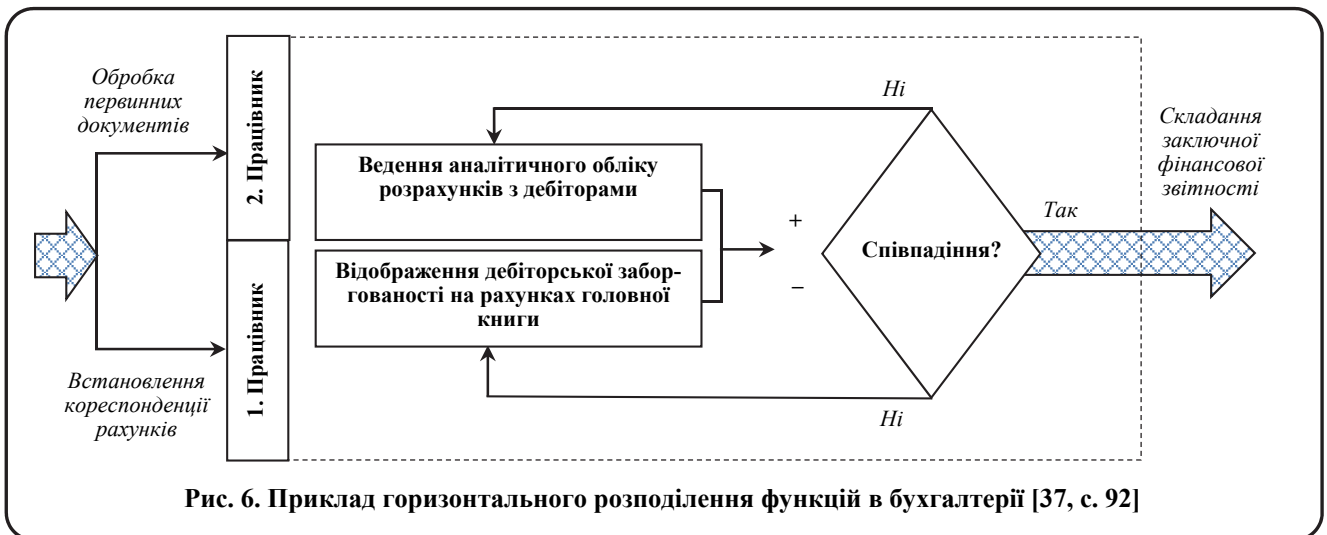 Обробка
первинних
документів
2. Працівник
1. Працівник
Встановлення
кореспонденції
рахунків
Ні
Ведення аналітичного обліку
розрахунків з дебіторами
Відображення дебіторської забор-
гованості на рахунках головної
книги
+
–
Співпадіння?
Ні
Так
Складання
заключної
фінансової
звітності
Рис. 6. Приклад горизонтального розподілення функцій в бухгалтерії [37, с. 92]